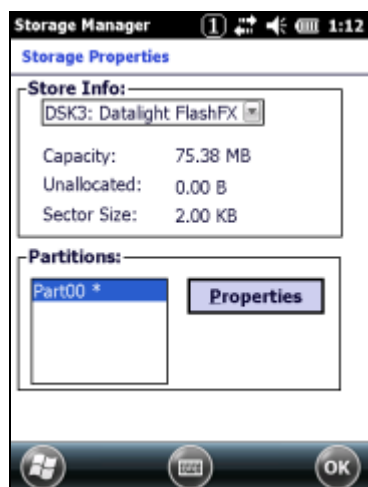 Storage Manager 1 1:12
Storage Properties
Store Info:
DSK3: Datalight FlashFX
Capacity: 75.38 MB
Unallocated: 0.00 B
Sector Size: 2.00 KB
Partitions:
Part00 *
Properties
OK